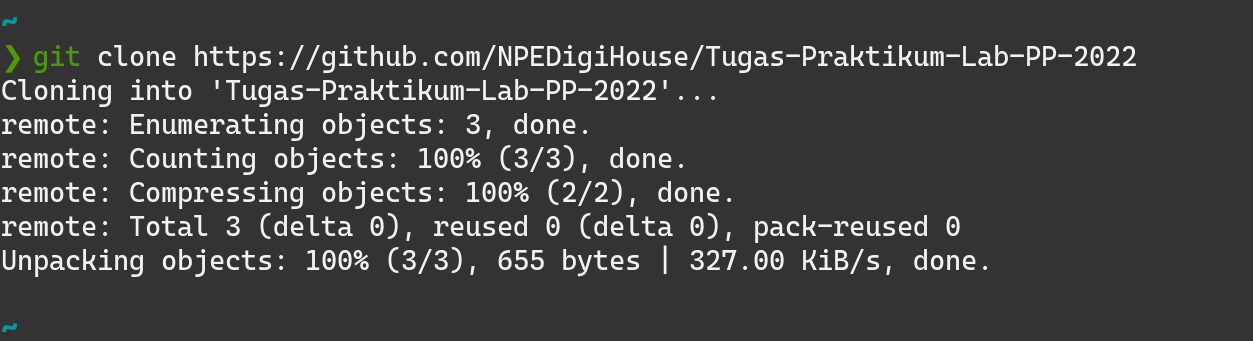 ~
❯ git clone https://github.com/NPEDigiHouse/Tugas-Praktikum-Lab-PP-2022
Cloning into 'Tugas-Praktikum-Lab-PP-2022'...
remote: Enumerating objects: 3, done.
remote: Counting objects: 100% (3/3), done.
remote: Compressing objects: 100% (2/2), done.
remote: Total 3 (delta 0), reused 0 (delta 0), pack-reused 0
Unpacking objects: 100% (3/3), 655 bytes | 327.00 KiB/s, done.
~